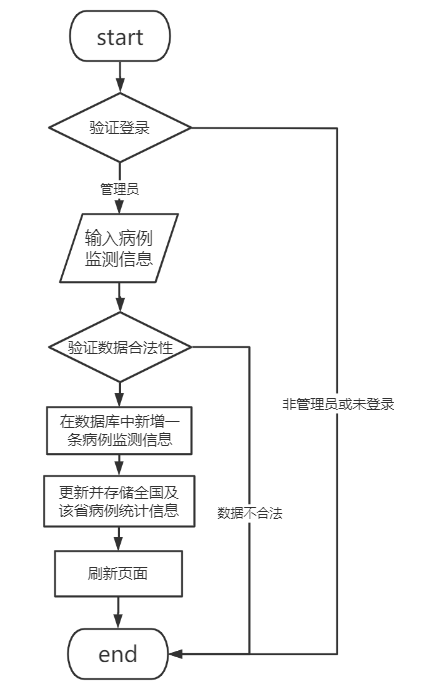 start
验证登录
管理员
输入病例
监测信息
验证数据合法性
非管理员或未登录
在数据库中新增一
条病例监测信息
更新并存储全国及
该省病例统计信息
数据不合法
刷新页面
end